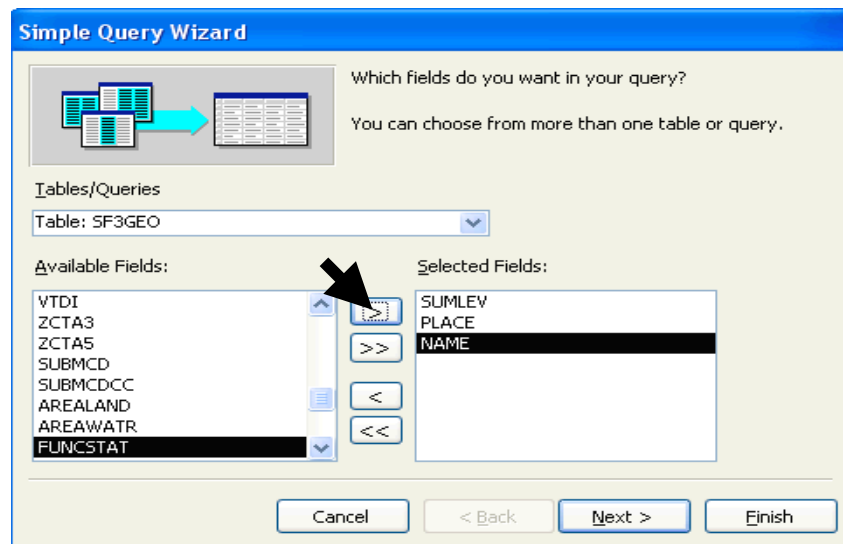 Simple Query Wizard
Which fields do you want in your query?
You can choose from more than one table or query.
Tables/Queries
Table: SF3GEO
Available Fields:
Selected Fields:
VTDI
ZCTA3
ZCTA5
SUBMCD
SUBMCDCC
AREALAND
AREAWATR
FUNCSTAT
>
>>
<
<<
SUMLEV
PLACE
NAME
Cancel
< Back
Next >
Finish